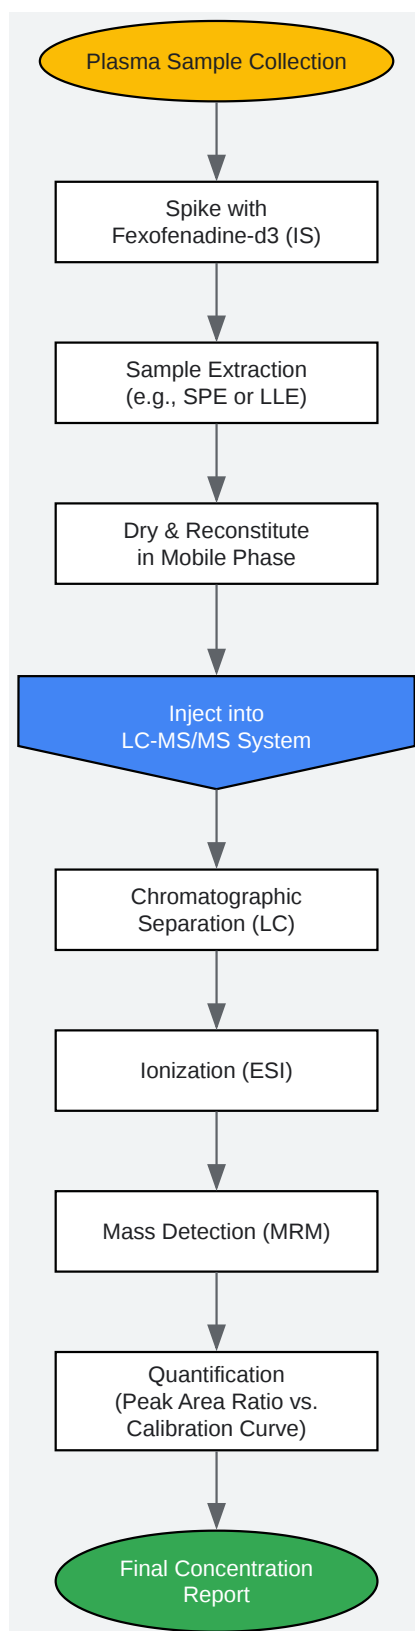 Plasma Sample Collection
Spike with
Fexofenadine-d3 (IS)
Sample Extraction
(e.g., SPE or LLE)
Dry & Reconstitute
in Mobile Phase
Inject into
LC-MS/MS System
Chromatographic
Separation (LC)
Ionization (ESI)
Mass Detection (MRM)
Quantification
(Peak Area Ratio vs.
Calibration Curve)
Final Concentration
Report